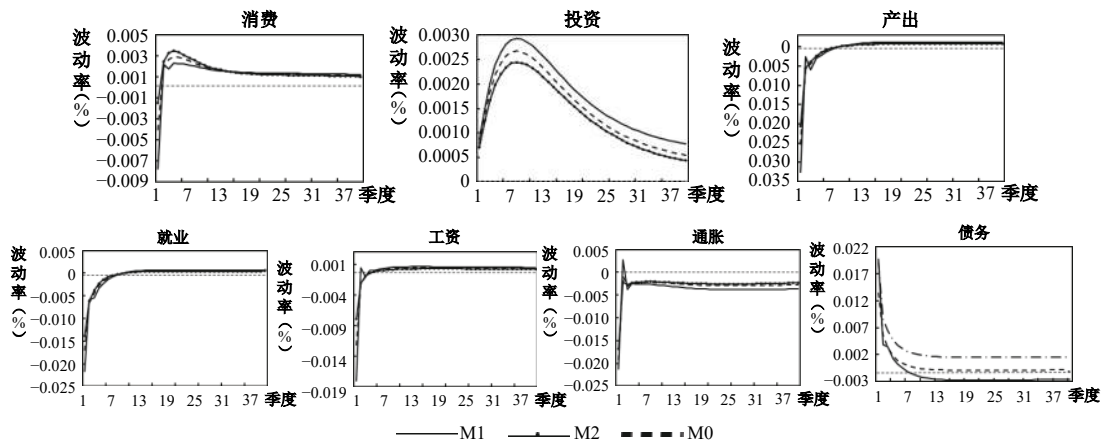 消费
波动率(%)
0.005
0.003
0.001
−0.001
−0.003
−0.005
−0.007
−0.009
1 7 13 19 25 31 37 季度
投资
波动率(%)
0.0030
0.0025
0.0020
0.0015
0.0010
0.0005
0
1 7 13 19 25 31 37 季度
产出
波动率(%)
0
0.005
0.010
0.015
0.020
0.025
0.030
0.035
1 7 13 19 25 31 37 季度
就业
波动率(%)
0.005
0
−0.005
−0.010
−0.015
−0.020
−0.025
1 7 13 19 25 31 37 季度
工资
波动率(%)
0.001
−0.004
−0.009
−0.014
−0.019
1 7 13 19 25 31 37 季度
通胀
波动率(%)
0.005
0
−0.005
−0.010
−0.015
−0.020
−0.025
1 7 13 19 25 31 37 季度
债务
波动率(%)
0.022
0.017
0.012
0.007
0.002
−0.003
1 7 13 19 25 31 37 季度
M1 M2 M0